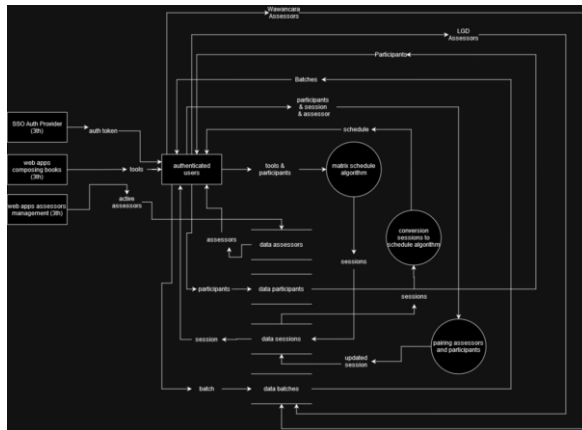 Wawancara
Assessors
LGD
Assessors
Participants
Batches
participants
& session
& assessor
SSO Auth Provider
(3th)
auth token
schedule
web apps
composing books
(3th)
tools
authenticated
users
tools &
participants
matrix schedule
algorithm
web apps assessors
management (3th)
active
assessors
conversion
sessions to
schedule algorithm
assessors
data assessors
sessions
participants
data participants
sessions
session
data sessions
pairing assessors
and participants
updated
session
batch
data batches